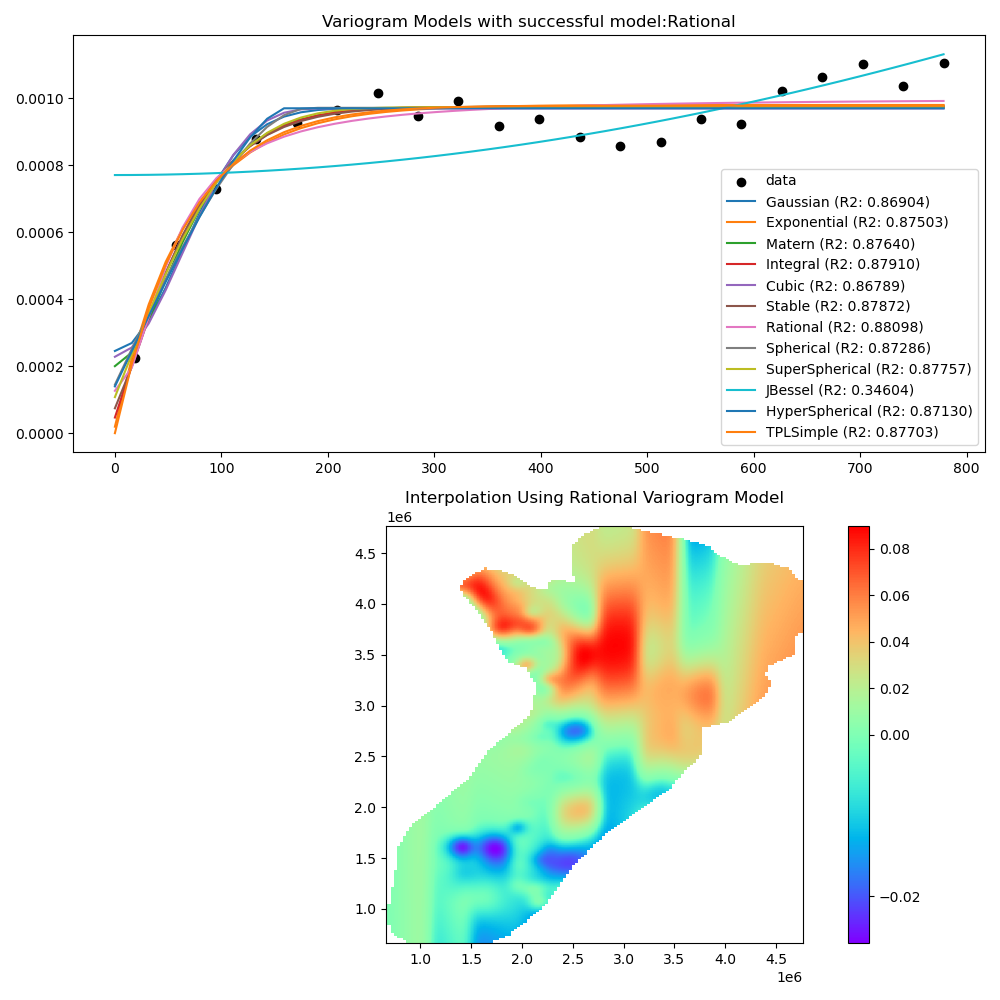 Variogram Models with successful model:Rational
0.0010
0.0008
0.0006
0.0004
0.0002
0.0000
data
Gaussian (R2: 0.86904)
Exponential (R2: 0.87503)
Matern (R2: 0.87640)
Integral (R2: 0.87910)
Cubic (R2: 0.86789)
Stable (R2: 0.87872)
Rational (R2: 0.88098)
Spherical (R2: 0.87286)
SuperSpherical (R2: 0.87757)
JBessel (R2: 0.34604)
HyperSpherical (R2: 0.87130)
TPLSimple (R2: 0.87703)
0 100 200 300 400 500 600 700 800
Interpolation Using Rational Variogram Model
1e6
4.5
4.0
3.5
3.0
2.5
2.0
1.5
1.0
1.0 1.5 2.0 2.5 3.0 3.5 4.0 4.5
1e6
0.08
0.06
0.04
0.02
0.00
−0.02